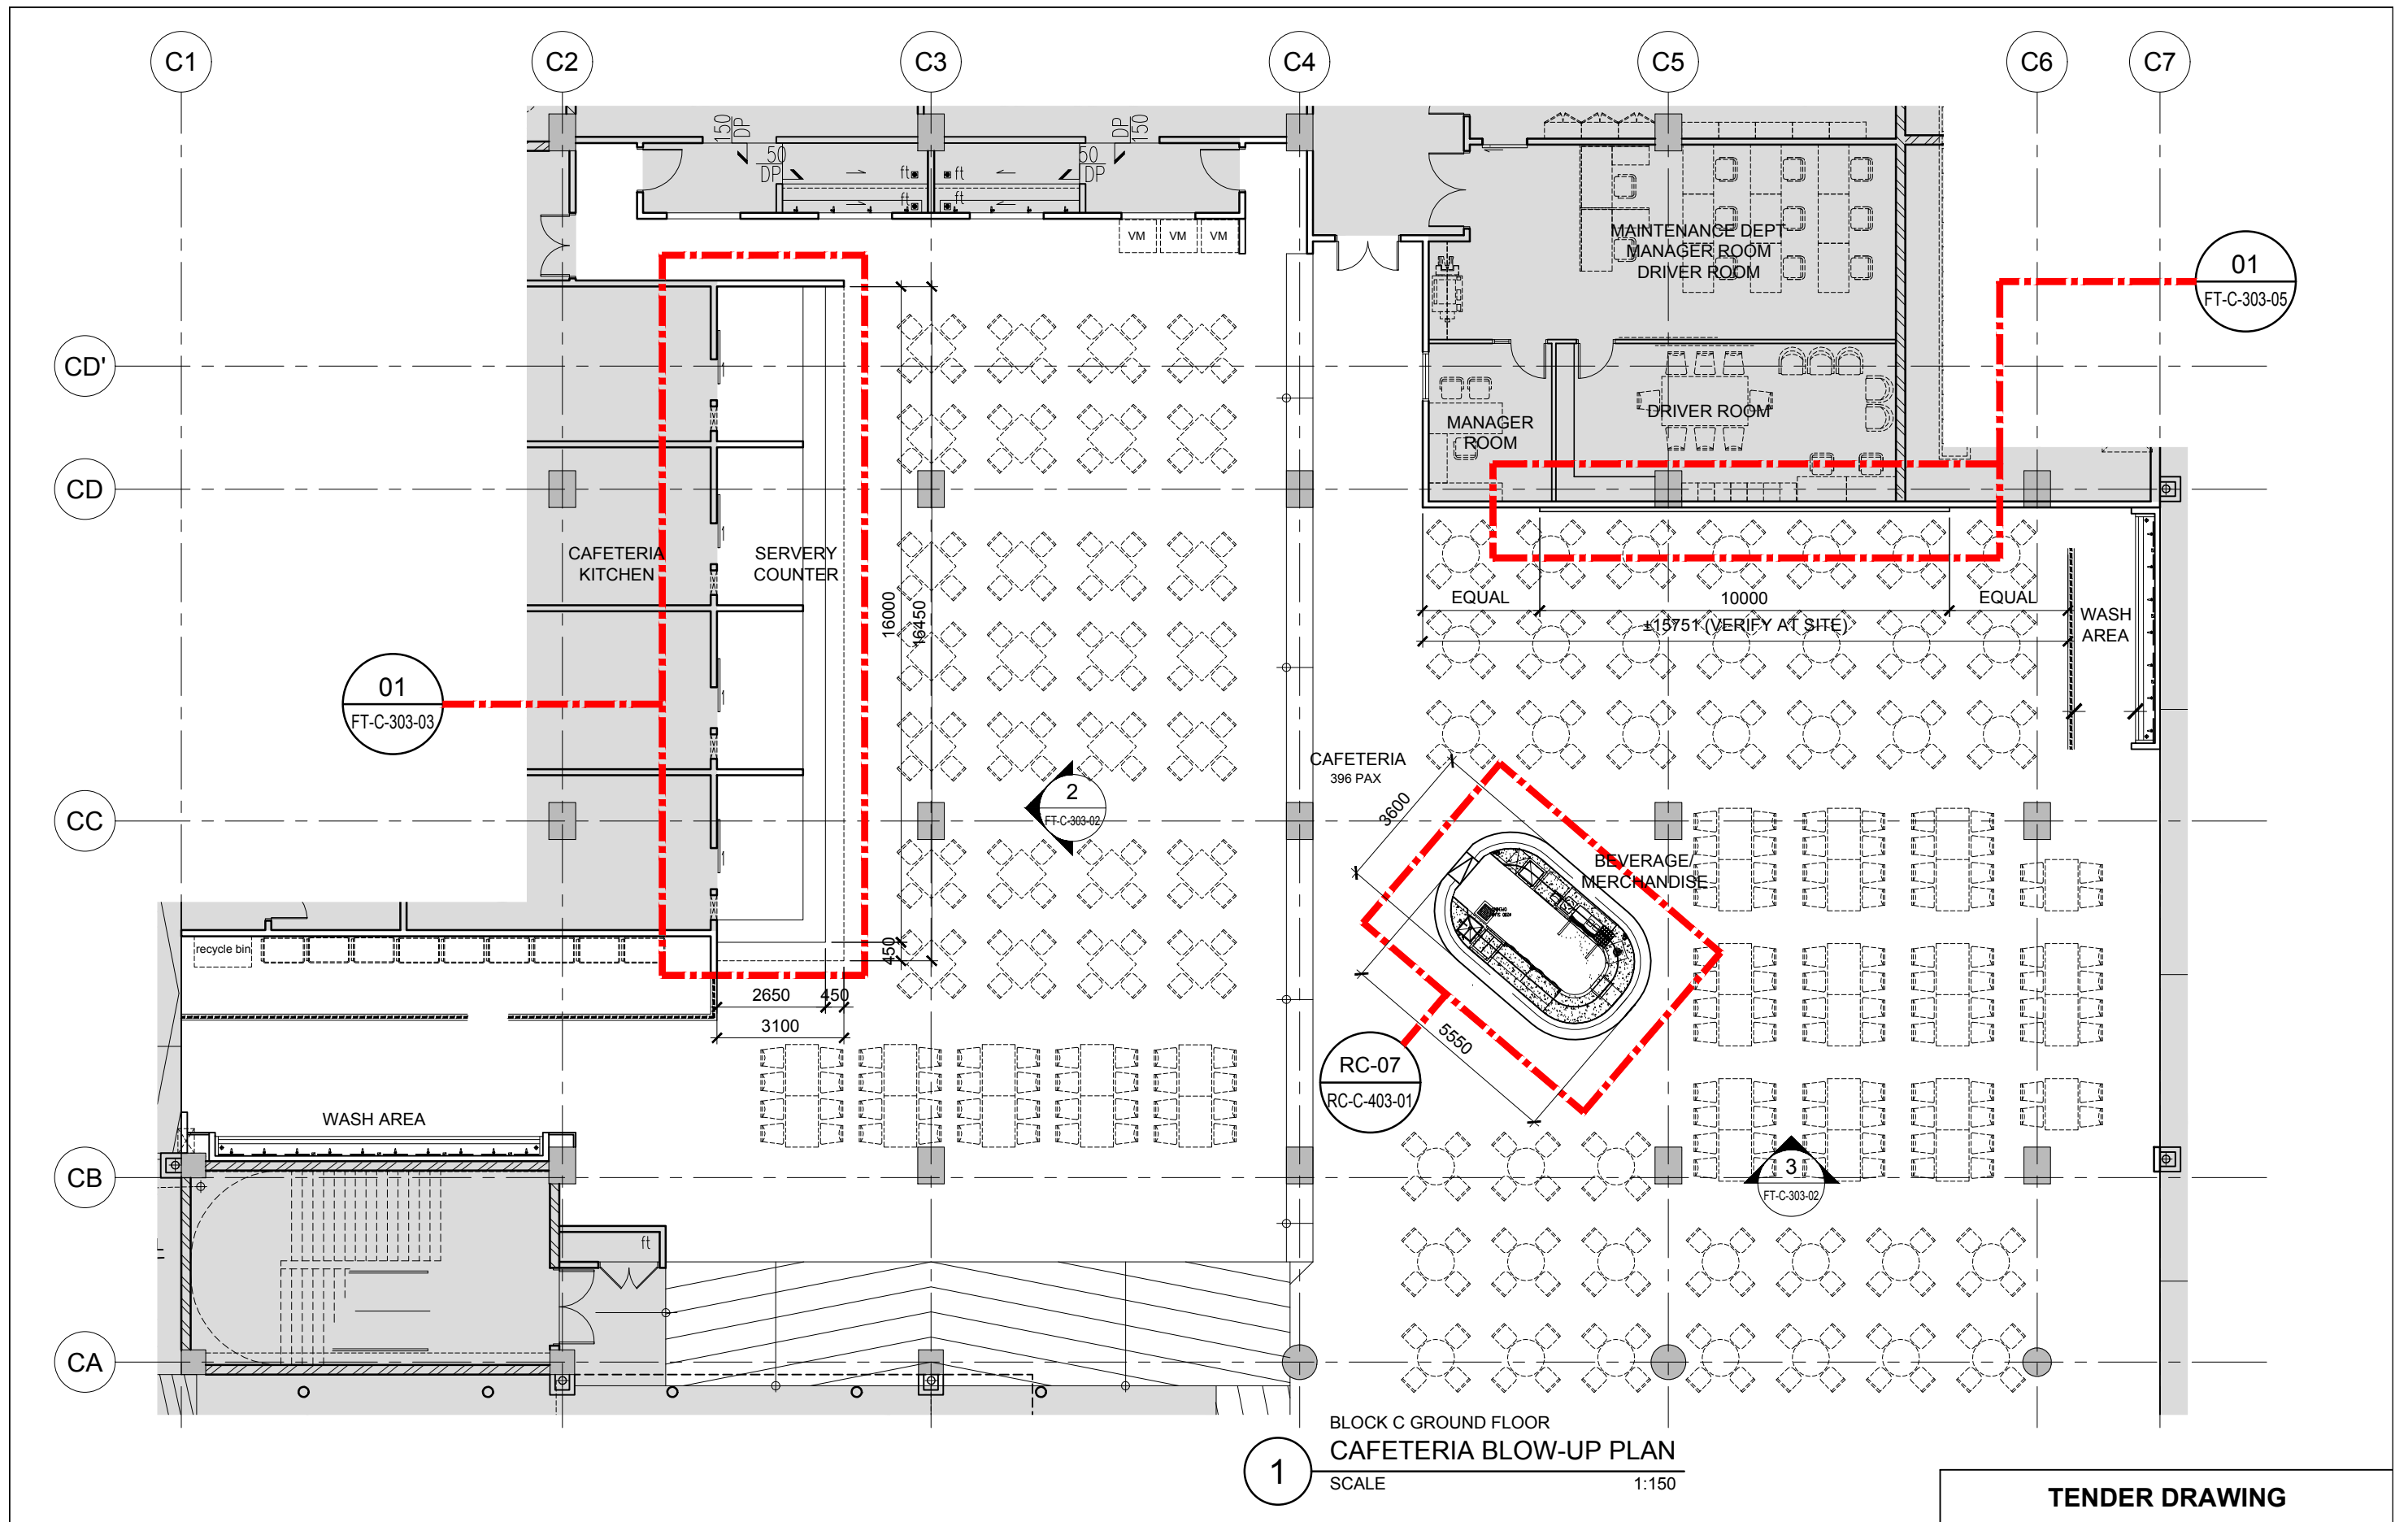 C1
C2
C3
C4
C5
C6
C7
150
DP
DP
150
50
DP
50
DP
ft
ft
ft
ft
VM
VM
VM
MAINTENANCE DEPT
MANAGER ROOM
DRIVER ROOM
01
FT-C-303-05
CD'
DRIVER ROOM
MANAGER
ROOM
CD
CAFETERIA
KITCHEN
SERVERY
COUNTER
16000
16450
EQUAL
10000
EQUAL
±15751 (VERIFY AT SITE)
WASH
AREA
01
FT-C-303-03
CAFETERIA
396 PAX
2
FT-C-303-02
3600
CC
BEVERAGE/
MERCHANDISE
recycle bin
450
2650
450
3100
5550
RC-07
RC-C-403-01
WASH AREA
CB
3
FT-C-303-02
ft
CA
BLOCK C GROUND FLOOR
1
CAFETERIA BLOW-UP PLAN
SCALE
1:150
TENDER DRAWING